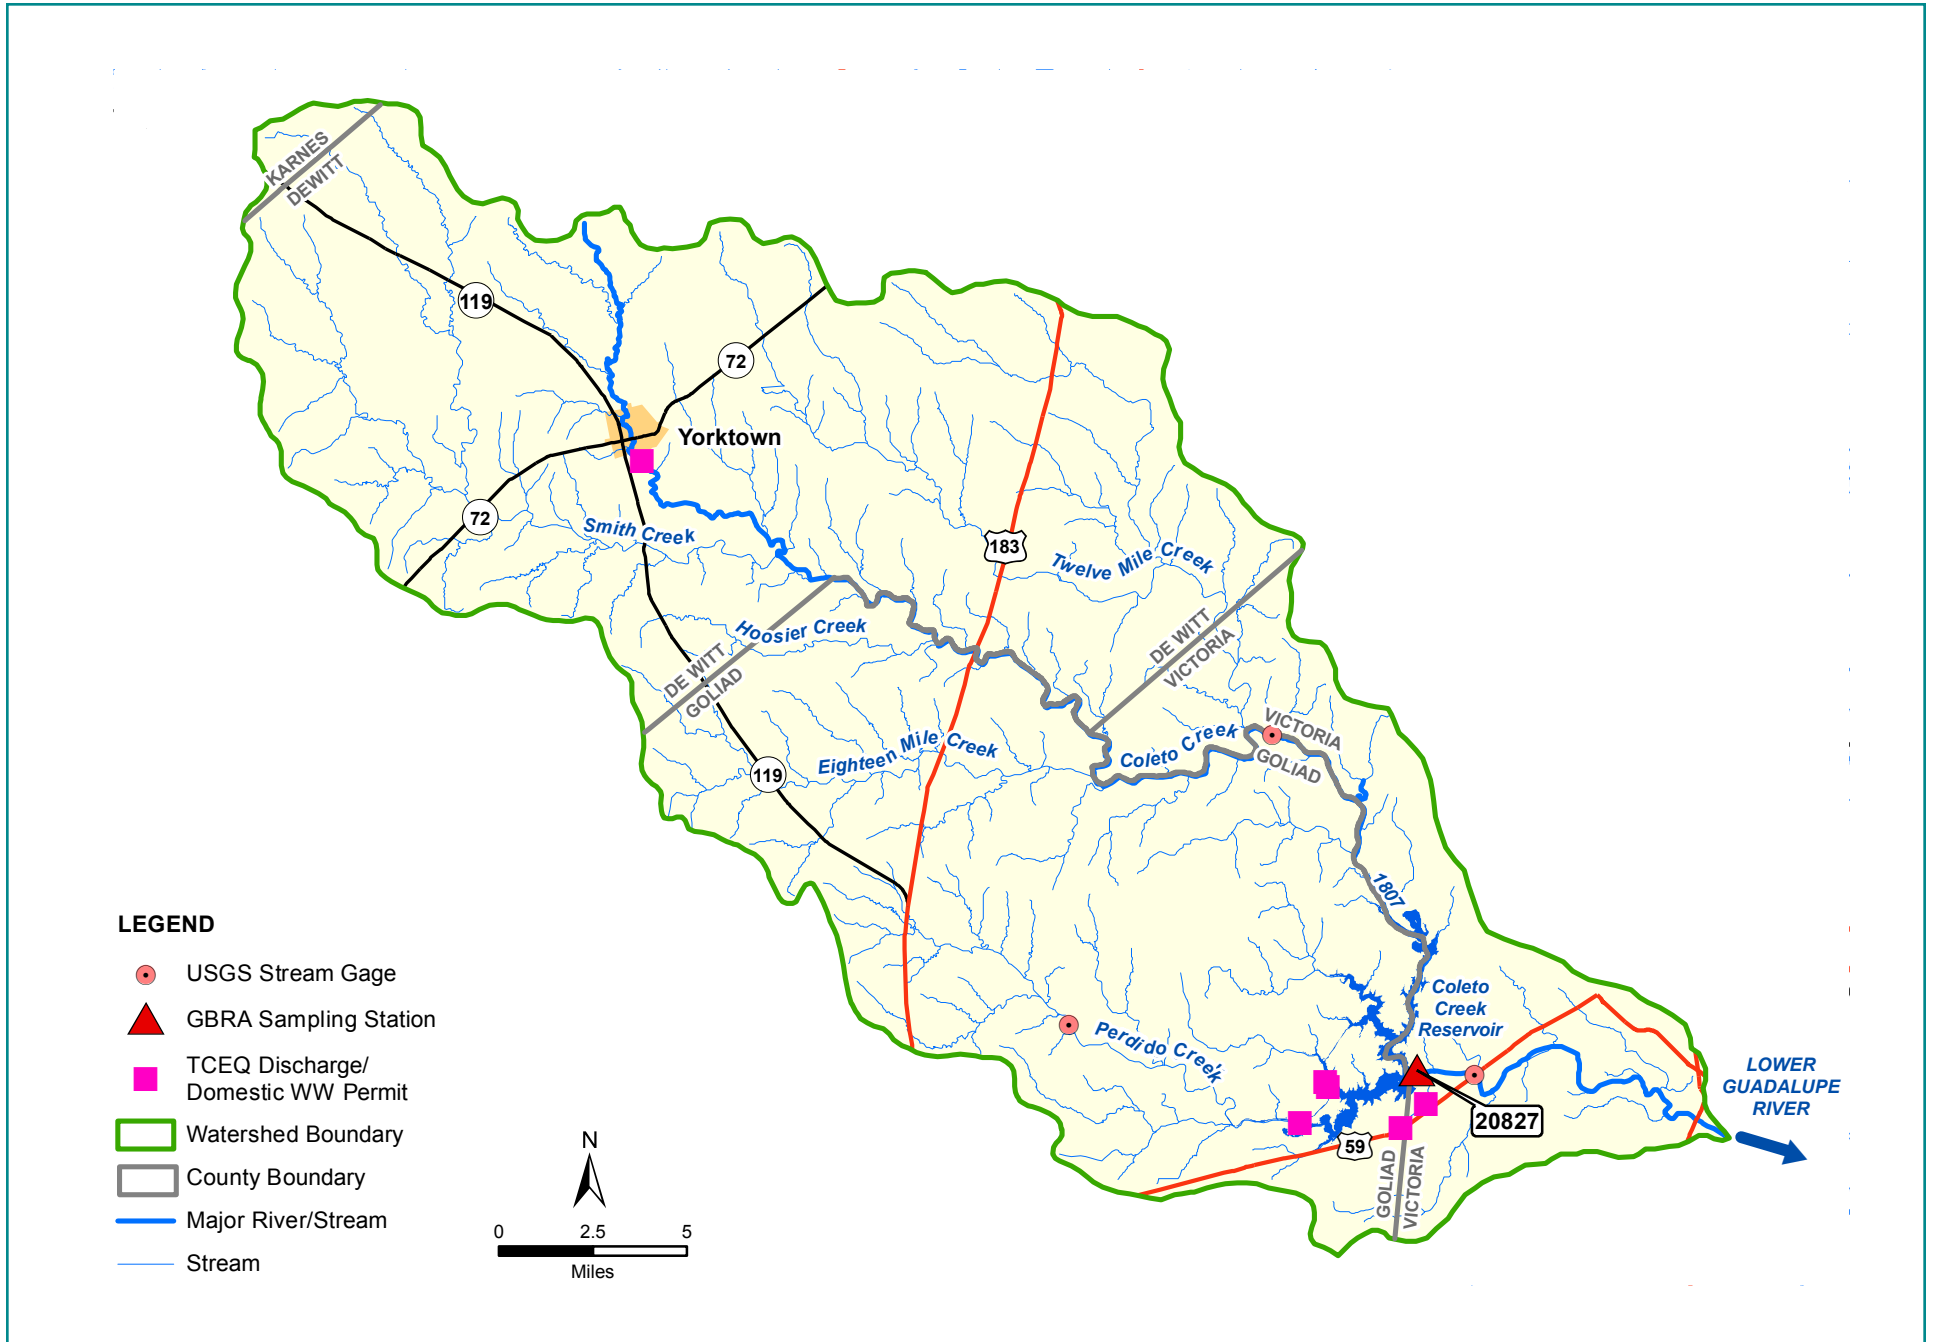 KARNES
DEWITT
119
72
Yorktown
72
Smith Creek
183
Twelve Mile Creek
Hoosier Creek
DE WITT
GOLIAD
DE WITT
VICTORIA
Eighteen Mile Creek
Coleto Creek
VICTORIA
GOLIAD
119
1807
Coleto
Creek
Reservoir
Perdido Creek
LOWER
GUADALUPE
RIVER
20827
59
GOLIAD
VICTORIA
LEGEND
USGS Stream Gage
GBRA Sampling Station
TCEQ Discharge/
Domestic WW Permit
Watershed Boundary
County Boundary
Major River/Stream
Stream
N
0 2.5 5
Miles